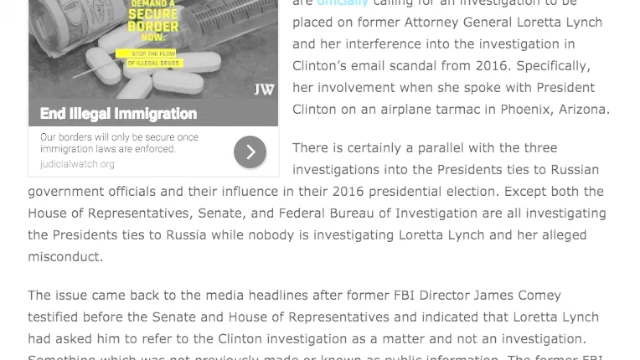 DEMAND A
SECURE
BORDER
NOW.
STOP THE FLOW
OF ILLEGAL DRUGS
JW
End Illegal Immigration
Our borders will only be secure once
immigration laws are enforced.
judicialwatch.org
are officially calling for an investigation to be
placed on former Attorney General Loretta Lynch
and her interference into the investigation in
Clinton’s email scandal from 2016. Specifically,
her involvement when she spoke with President
Clinton on an airplane tarmac in Phoenix, Arizona.
There is certainly a parallel with the three
investigations into the Presidents ties to Russian
government officials and their influence in their 2016 presidential election. Except both the
House of Representatives, Senate, and Federal Bureau of Investigation are all investigating
the Presidents ties to Russia while nobody is investigating Loretta Lynch and her alleged
misconduct.
The issue came back to the media headlines after former FBI Director James Comey
testified before the Senate and House of Representatives and indicated that Loretta Lynch
had asked him to refer to the Clinton investigation as a matter and not an investigation.
Something which was not previously made or known as public information. The former FBI